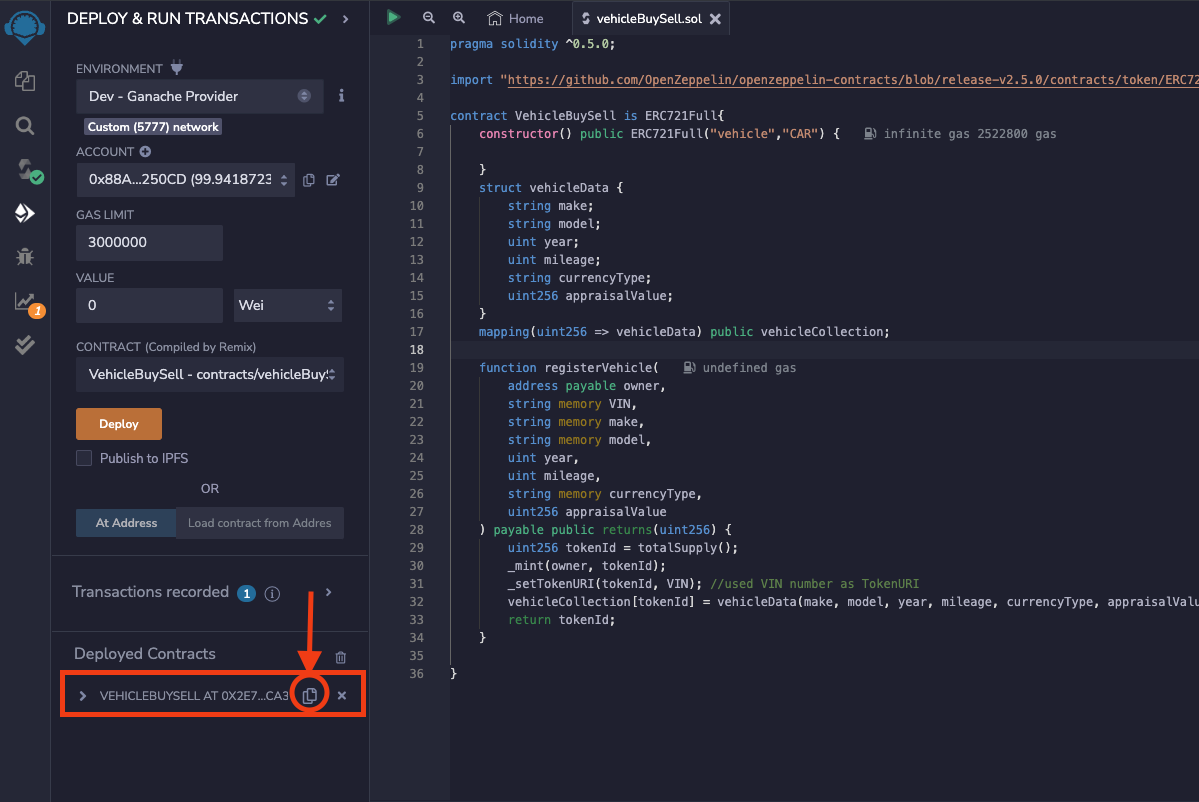 DEPLOY & RUN TRANSACTIONS
ENVIRONMENT
Dev - Ganache Provider
Custom (5777) network
ACCOUNT
0x88A...250CD (99.9418723
GAS LIMIT
3000000
VALUE
0
Wei
CONTRACT (Compiled by Remix)
VehicleBuySell - contracts/vehicleBuyS
Deploy
Publish to IPFS
OR
At Address
Load contract from Addres
Transactions recorded 1
Deployed Contracts
VEHICLEBUYSELL AT 0X2E7...CA3
1
Home
vehicleBuySell.sol
1 pragma solidity ^0.5.0;
2
3 import "https://github.com/OpenZeppelin/openzeppelin-contracts/blob/release-v2.5.0/contracts/token/ERC72
4
5 contract VehicleBuySell is ERC721Full{
6 constructor() public ERC721Full("vehicle","CAR") { infinite gas 2522800 gas
7
8 }
9 struct vehicleData {
10 string make;
11 string model;
12 uint year;
13 uint mileage;
14 string currencyType;
15 uint256 appraisalValue;
16 }
17 mapping(uint256 => vehicleData) public vehicleCollection;
18
19 function registerVehicle( undefined gas
20 address payable owner,
21 string memory VIN,
22 string memory make,
23 string memory model,
24 uint year,
25 uint mileage,
26 string memory currencyType,
27 uint256 appraisalValue
28 ) payable public returns(uint256) {
29 uint256 tokenId = totalSupply();
30 _mint(owner, tokenId);
31 _setTokenURI(tokenId, VIN); //used VIN number as TokenURI
32 vehicleCollection[tokenId] = vehicleData(make, model, year, mileage, currencyType, appraisalValu
33 return tokenId;
34 }
35
36 }